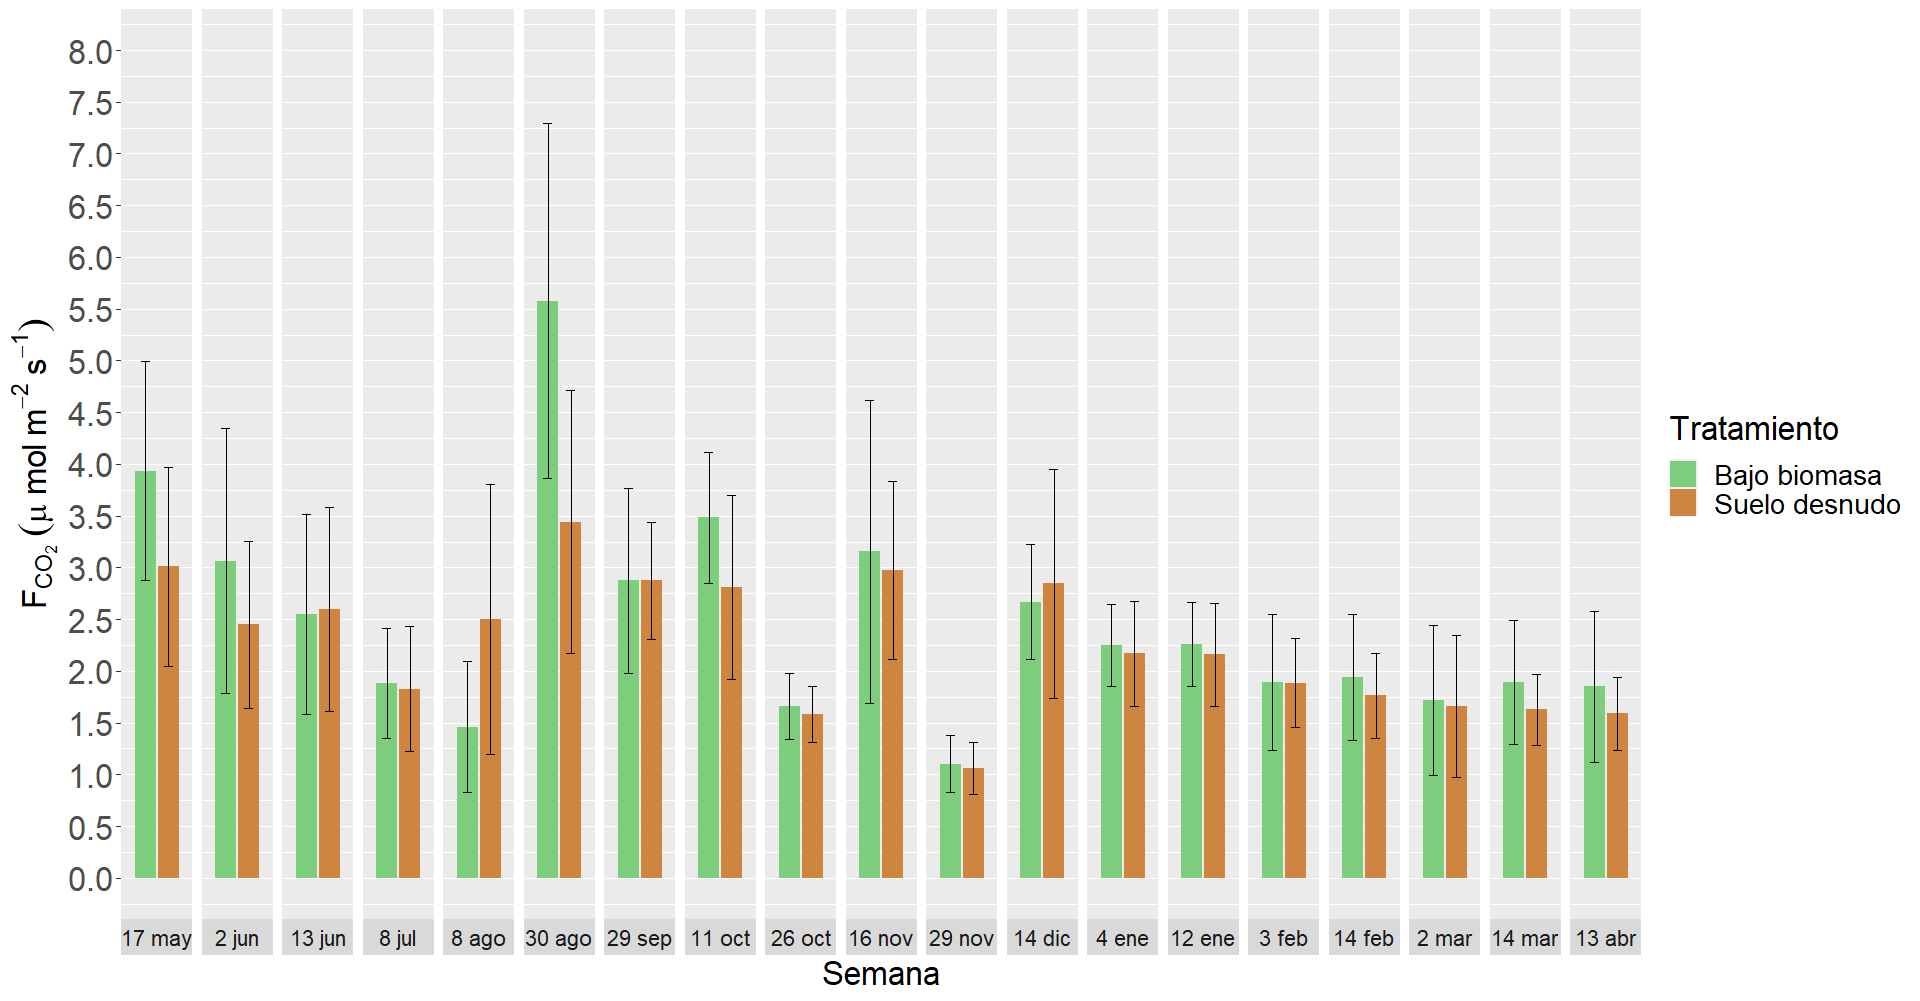 8.0
7.5
7.0
6.5
6.0
5.5
5.0
4.5
4.0
3.5
3.0
2.5
2.0
1.5
1.0
0.5
0.0
F_CO₂ (μ mol m⁻² s⁻¹)
17 may 2 jun 13 jun 8 jul 8 ago 30 ago 29 sep 11 oct 26 oct 16 nov 29 nov 14 dic 4 ene 12 ene 3 feb 14 feb 2 mar 14 mar 13 abr
Semana
Tratamiento
Bajo biomasa
Suelo desnudo